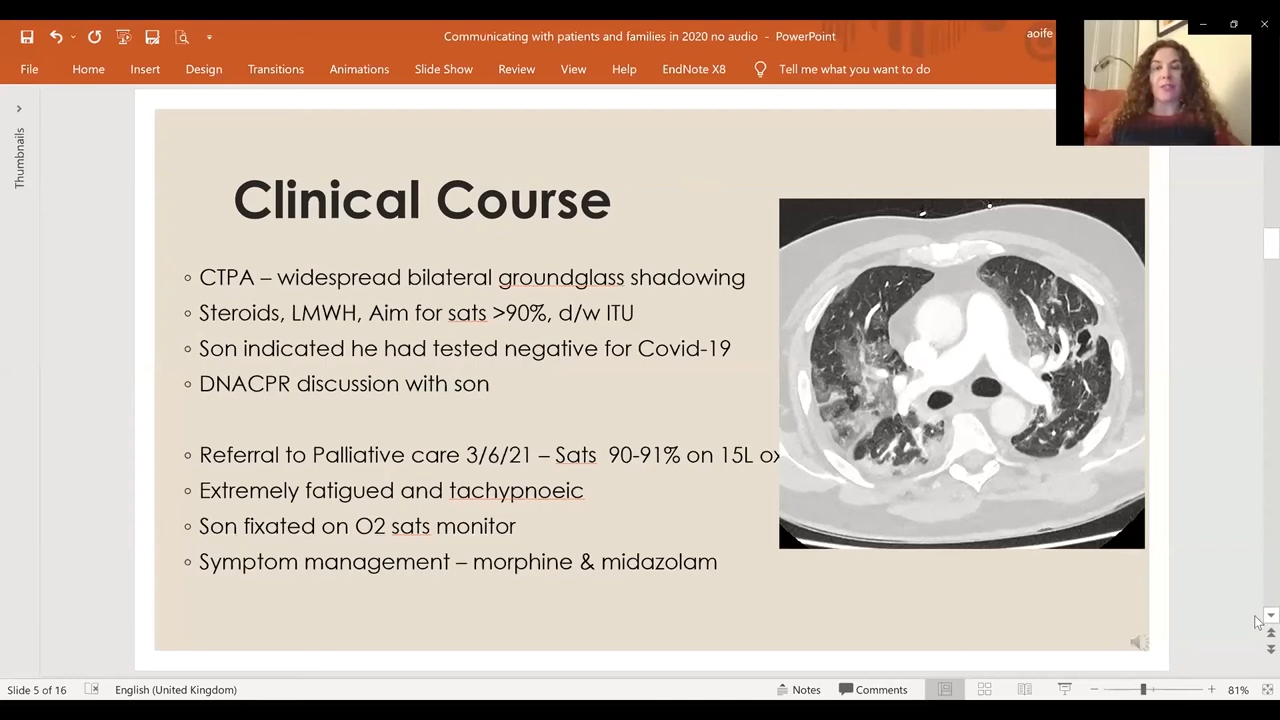 Communicating with patients and families in 2020 no audio - PowerPoint
aoife
File Home Insert Design Transitions Animations Slide Show Review View Help EndNote X8 Tell me what you want to do
Thumbnails
Clinical Course
◦ CTPA – widespread bilateral groundglass shadowing
◦ Steroids, LMWH, Aim for sats >90%, d/w ITU
◦ Son indicated he had tested negative for Covid-19
◦ DNACPR discussion with son
◦ Referral to Palliative care 3/6/21 – Sats 90-91% on 15L ox
◦ Extremely fatigued and tachypnoeic
◦ Son fixated on O2 sats monitor
◦ Symptom management – morphine & midazolam
Slide 5 of 16 English (United Kingdom) Notes Comments 81%